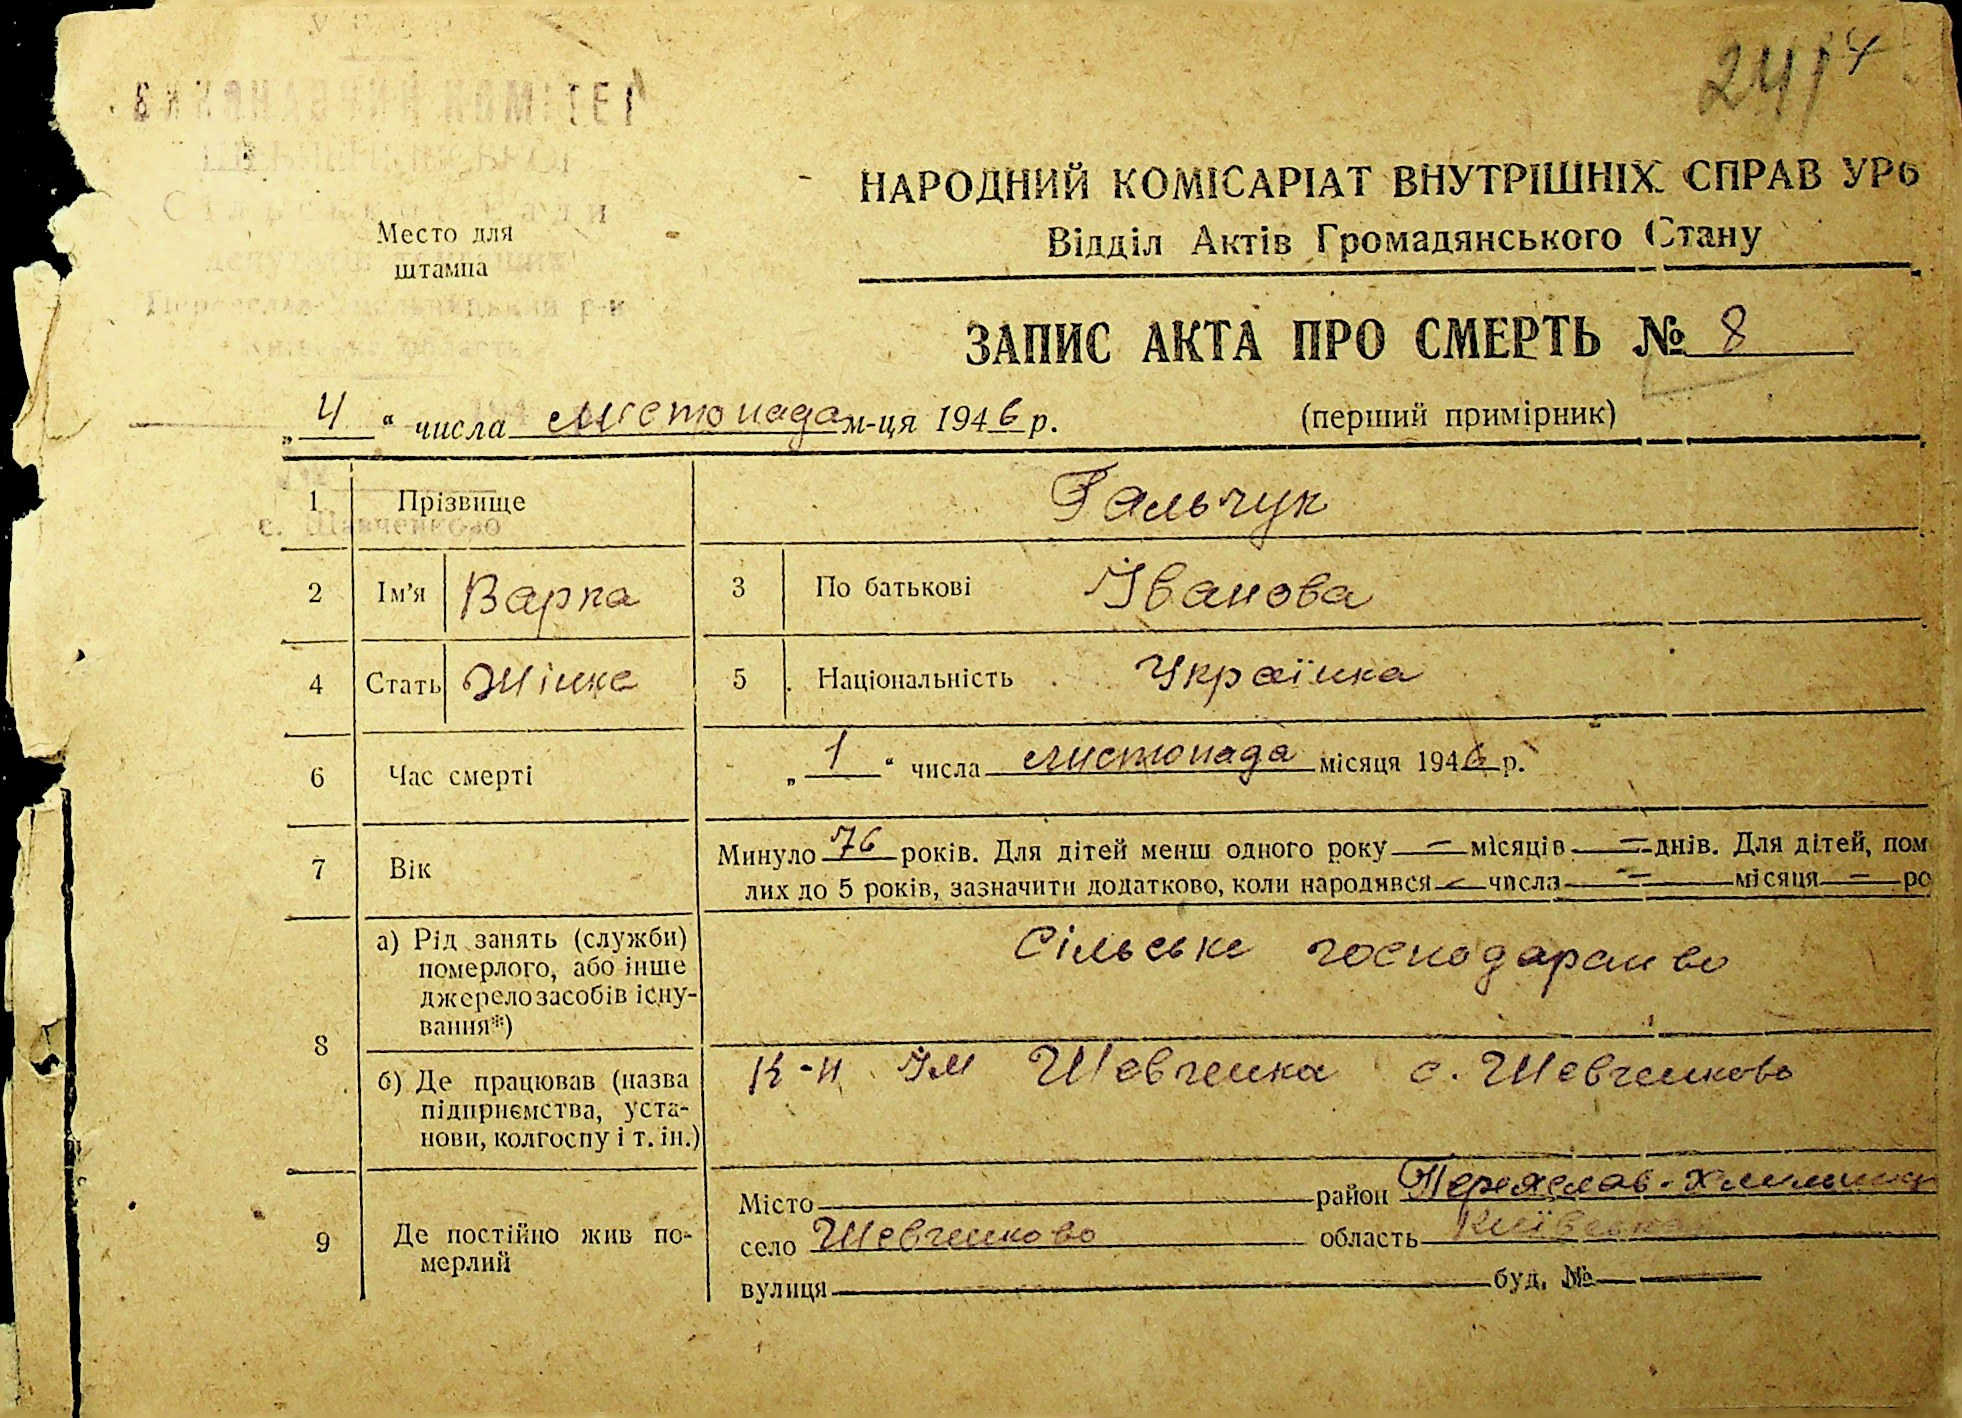 241
ВИКОНАВЧИЙ КОМІТЕТ
НАРОДНИЙ КОМІСАРІАТ ВНУТРІШНІХ СПРАВ УРС
Відділ Актів Громадянського Стану
Место для
штампа
ЗАПИС АКТА ПРО СМЕРТЬ № 8
„4“ числа листопада м-ця 1946 р. (перший примірник)
1 Прізвище Гальчук
с. Шевченково
2 Ім'я Варка 3 По батькові Іванова
4 Стать Жінка 5 Національність Українка
6 Час смерті „1“ числа листопада місяця 1946 р.
7 Вік
Минуло 76 років. Для дітей менш одного року — місяців — днів. Для дітей, пом
лих до 5 років, зазначити додатково, коли народився — числа — місяця — ро
8
а) Рід занять (служби)
померлого, або інше
джерело засобів існу-
вання*)
Сільське господарство
б) Де працював (назва
підприємства, уста-
нови, колгоспу і т. ін.)
К-п Ім Шевченка с. Шевченково
9 Де постійно жив по-
мерлий
Місто район Переяслав-Хмельниц
село Шевченково область Київська
вулиця буд. №